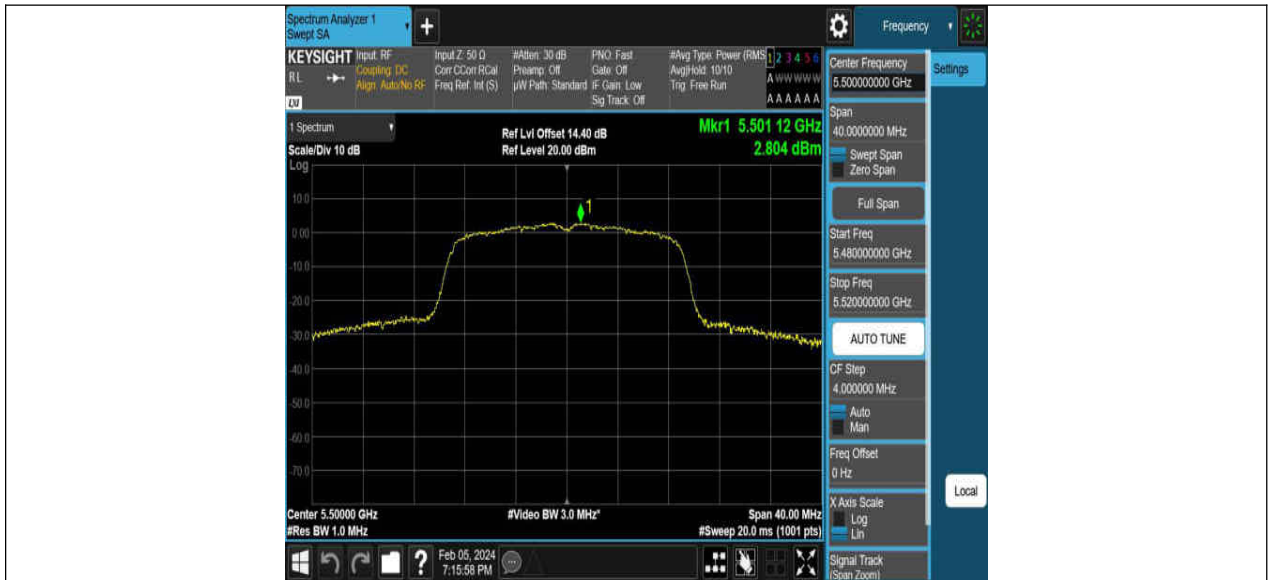 Spectrum Analyzer 1
Swept SA
+
Frequency
KEYSIGHT
RL
LXI
Input: RF
Coupling: DC
Align: Auto/No RF
Input Z: 50 Ω
Corr CCorr RCal
Freq Ref: Int (S)
#Atten: 30 dB
Preamp: Off
µW Path: Standard
PNO: Fast
Gate: Off
IF Gain: Low
Sig Track: Off
#Avg Type: Power (RMS
Avg|Hold: 10/10
Trig: Free Run
1 2 3 4 5 6
A W W W W W
A A A A A A
1 Spectrum
Scale/Div 10 dB
Ref Lvl Offset 14.40 dB
Ref Level 20.00 dBm
Mkr1 5.501 12 GHz
2.804 dBm
Log
10.0
0.00
-10.0
-20.0
-30.0
-40.0
-50.0
-60.0
-70.0
1
Center 5.50000 GHz
#Res BW 1.0 MHz
#Video BW 3.0 MHz*
Span 40.00 MHz
#Sweep 20.0 ms (1001 pts)
?
Feb 05, 2024
7:15:58 PM
Center Frequency
5.500000000 GHz
Settings
Span
40.0000000 MHz
Swept Span
Zero Span
Full Span
Start Freq
5.480000000 GHz
Stop Freq
5.520000000 GHz
AUTO TUNE
CF Step
4.000000 MHz
Auto
Man
Freq Offset
0 Hz
Local
X Axis Scale
Log
Lin
Signal Track
(Span Zoom)